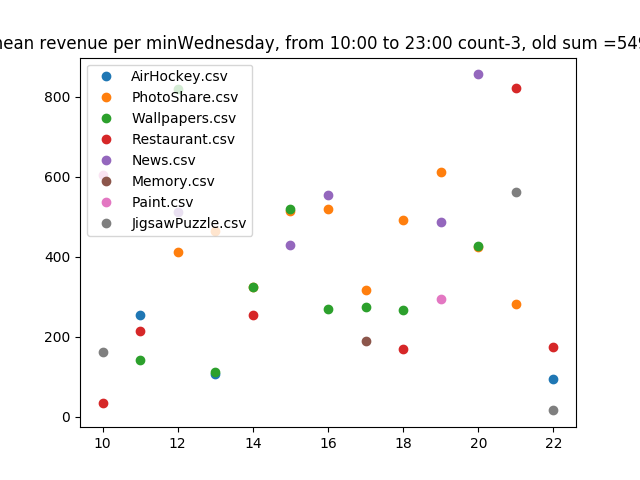 revenue per minWednesday, from 10:00 to 23:00 count-3, old sum
AirHockey.csv
PhotoShare.csv
Wallpapers.csv
Restaurant.csv
News.csv
Memory.csv
Paint.csv
JigsawPuzzle.csv
800
600
400
200
0
10 12 14 16 18 20 22